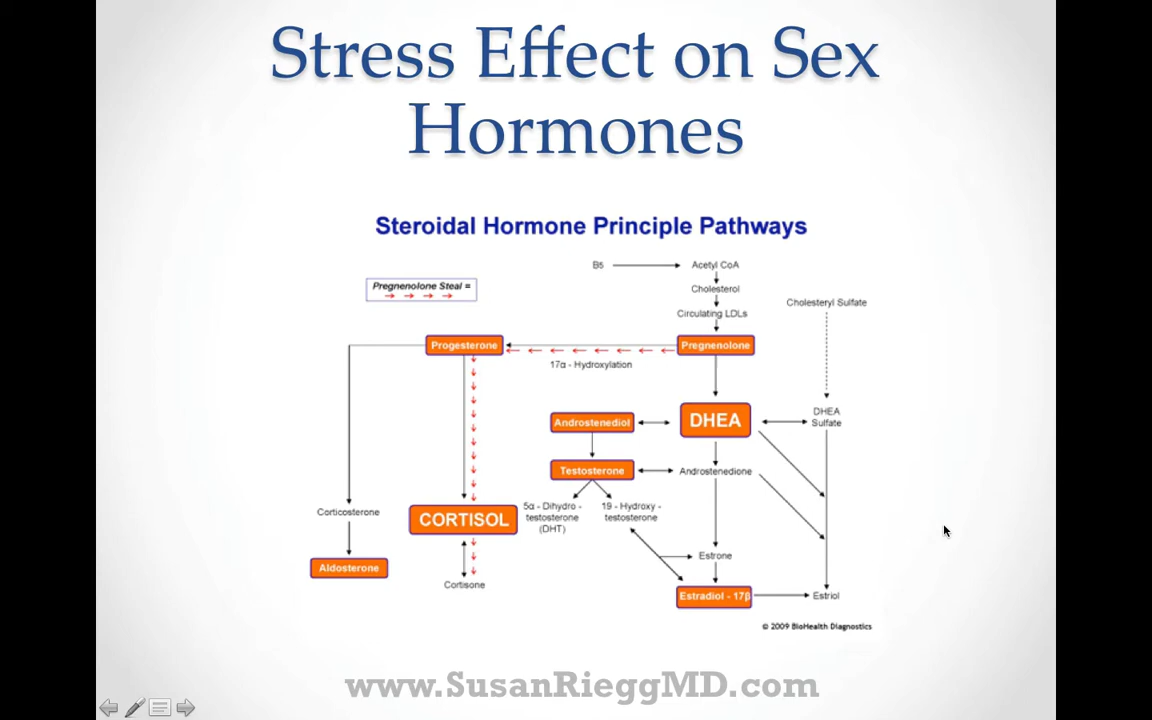 Stress Effect on Sex
Hormones
Steroidal Hormone Principle Pathways
B5
Acetyl CoA
Pregnenolone Steal =
Cholesterol
Cholesteryl Sulfate
Circulating LDLs
Progesterone
Pregnenolone
17α - Hydroxylation
Androstenediol
DHEA
DHEA
Sulfate
Testosterone
Androstenedione
Corticosterone
CORTISOL
5α - Dihydro -
testosterone
(DHT)
19 - Hydroxy -
testosterone
Aldosterone
Cortisone
Estrone
Estradiol - 17β
Estriol
© 2009 BioHealth Diagnostics
www.SusanRieggMD.com